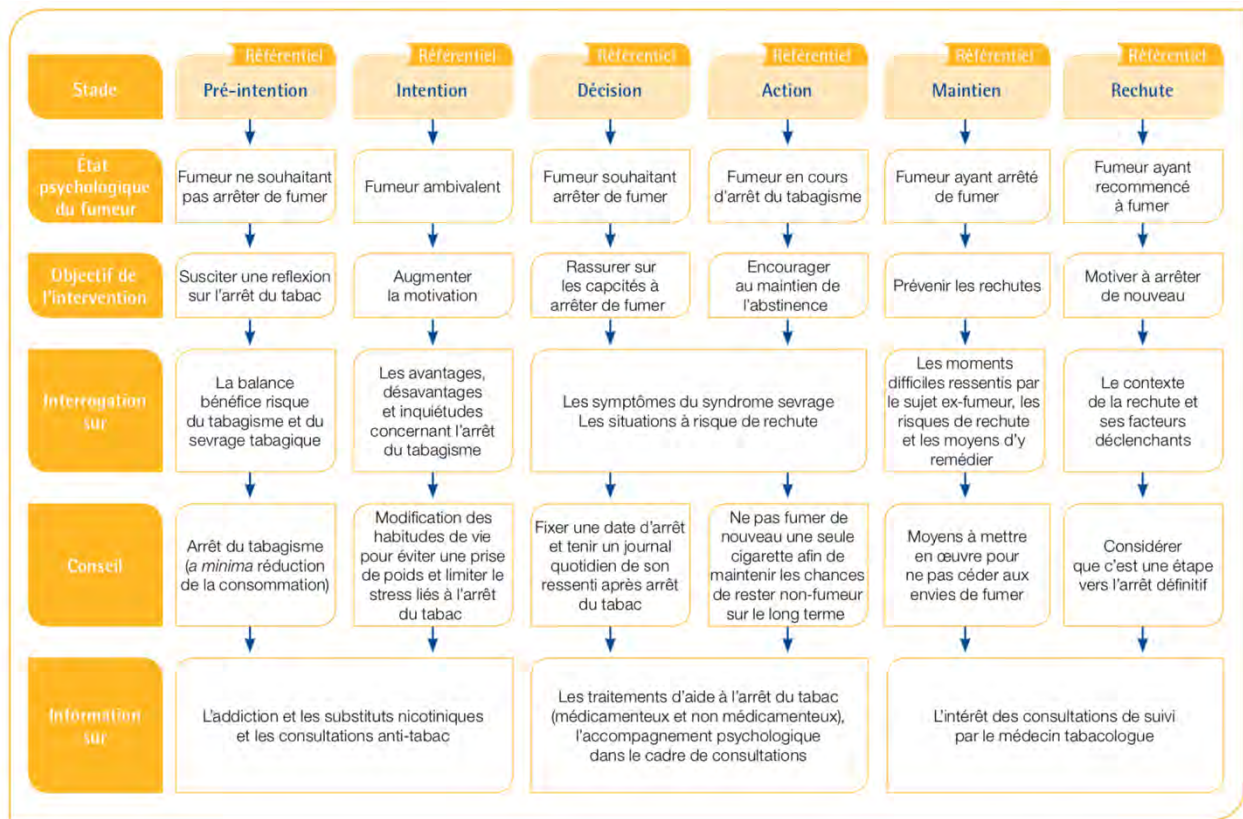 Référentiel
Référentiel
Référentiel
Référentiel
Référentiel
Référentiel
Stade
Pré-intention
Intention
Décision
Action
Maintien
Rechute
État
psychologique
du fumeur
Fumeur ne souhaitant
pas arrêter de fumer
Fumeur ambivalent
Fumeur souhaitant
arrêter de fumer
Fumeur en cours
d'arrêt du tabagisme
Fumeur ayant arrêté
de fumer
Fumeur ayant
recommencé
à fumer
Objectif de
l'intervention
Susciter une reflexion
sur l'arrêt du tabac
Augmenter
la motivation
Rassurer sur
les capcités à
arrêter de fumer
Encourager
au maintien de
l'abstinence
Prévenir les rechutes
Motiver à arrêter
de nouveau
Interrogation
sur
La balance
bénéfice risque
du tabagisme et du
sevrage tabagique
Les avantages,
désavantages
et inquiétudes
concernant l'arrêt
du tabagisme
Les symptômes du syndrome sevrage
Les situations à risque de rechute
Les moments
difficiles ressentis par
le sujet ex-fumeur, les
risques de rechute
et les moyens d'y
remédier
Le contexte
de la rechute et
ses facteurs
déclenchants
Conseil
Arrêt du tabagisme
(a minima réduction
de la consommation)
Modification des
habitudes de vie
pour éviter une prise
de poids et limiter le
stress liés à l'arrêt
du tabac
Fixer une date d'arrêt
et tenir un journal
quotidien de son
ressenti après arrêt
du tabac
Ne pas fumer de
nouveau une seule
cigarette afin de
maintenir les chances
de rester non-fumeur
sur le long terme
Moyens à mettre
en œuvre pour
ne pas céder aux
envies de fumer
Considérer
que c'est une étape
vers l'arrêt définitif
Information
sur
L'addiction et les substituts nicotiniques
et les consultations anti-tabac
Les traitements d'aide à l'arrêt du tabac
(médicamenteux et non médicamenteux),
l'accompagnement psychologique
dans le cadre de consultations
L'intérêt des consultations de suivi
par le médecin tabacologue